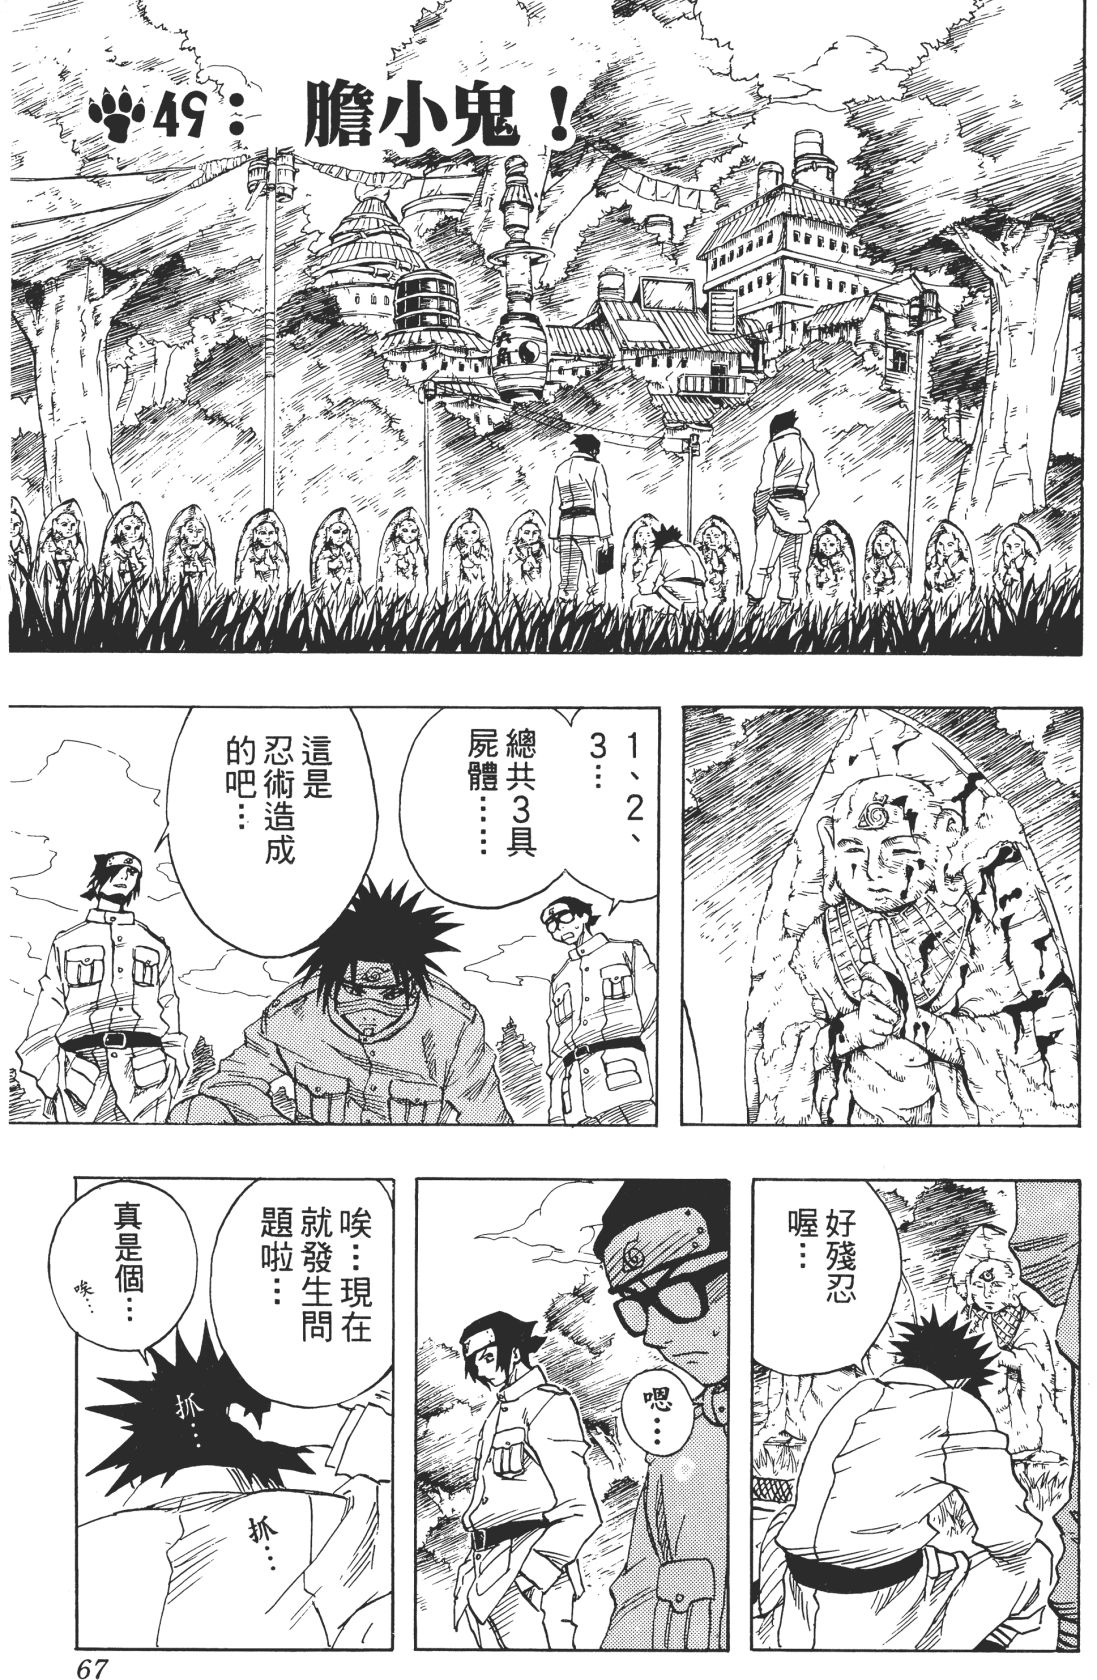 49： 膽小鬼！
六角
1、2、
3…
總共3具
屍體……
這是
忍術造成
的吧…
好殘忍
喔…
嗯…
唉…現在
就發生問
題啦…
真是個…
唉…
抓…
抓…
67